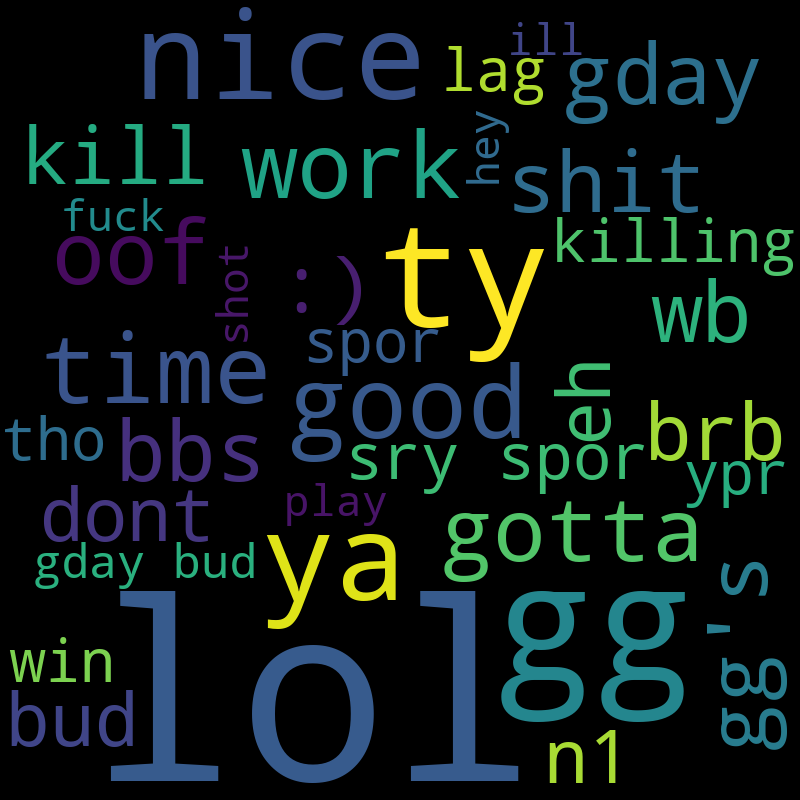 ill
nice
lag
gday
kill
work
hey
shit
fuck
oof
shot
:)
ty
killing
wb
time
spor
good
eh
tho
bbs
sry spor
brb
ypr
dont
play
gotta
gday bud
ya
gg's
win
lol
gg
bud
n1